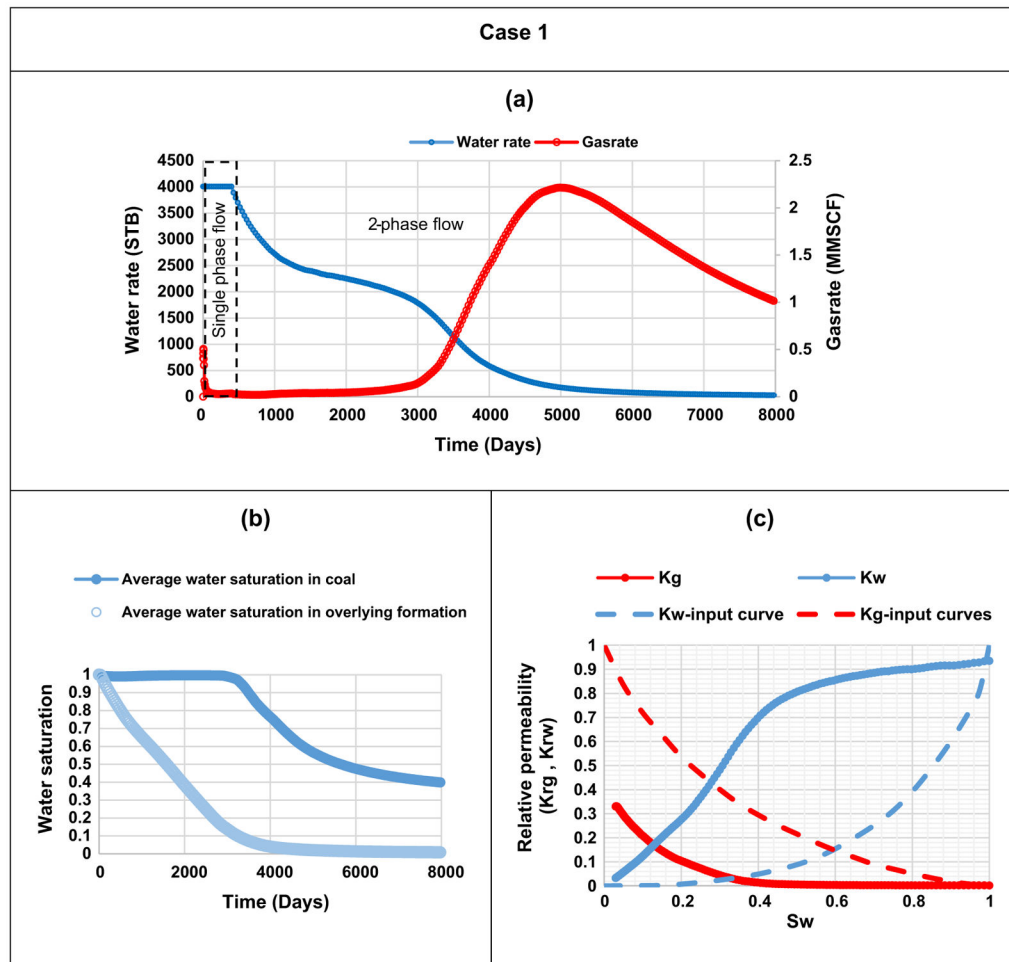 Case 1
(a)
Water rate
Gasrate
4500
4000
3500
3000
2500
2000
1500
1000
500
0
Water rate (STB)
Single phase flow
2-phase flow
2.5
2
1.5
1
0.5
0
Gasrate (MMSCF)
0 1000 2000 3000 4000 5000 6000 7000 8000
Time (Days)
(b)
Average water saturation in coal
Average water saturation in overlying formation
1
0.9
0.8
0.7
0.6
0.5
0.4
0.3
0.2
0.1
0
Water saturation
0 2000 4000 6000 8000
Time (Days)
(c)
Kg
Kw
Kw-input curve
Kg-input curves
1
0.9
0.8
0.7
0.6
0.5
0.4
0.3
0.2
0.1
0
Relative permeability
(Krg , Krw)
0 0.2 0.4 0.6 0.8 1
Sw